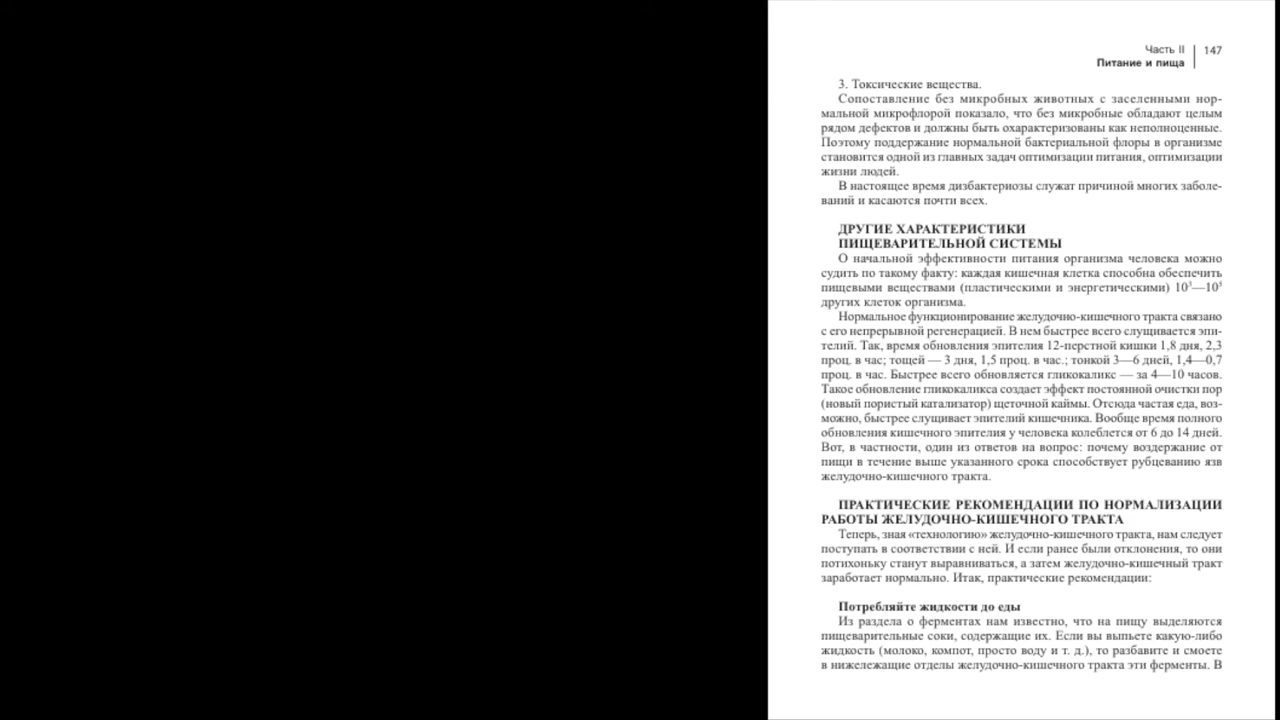 Часть II
Питание и пища
147
3. Токсические вещества.
Сопоставление без микробных животных с заселенными нор-
мальной микрофлорой показало, что без микробные обладают целым
рядом дефектов и должны быть охарактеризованы как неполноценные.
Поэтому поддержание нормальной бактериальной флоры в организме
становится одной из главных задач оптимизации питания, оптимизации
жизни людей.
В настоящее время дизбактериозы служат причиной многих заболе-
ваний и касаются почти всех.
ДРУГИЕ ХАРАКТЕРИСТИКИ
ПИЩЕВАРИТЕЛЬНОЙ СИСТЕМЫ
О начальной эффективности питания организма человека можно
судить по такому факту: каждая кишечная клетка способна обеспечить
пищевыми веществами (пластическими и энергетическими) 10³—10⁵
других клеток организма.
Нормальное функционирование желудочно-кишечного тракта связано
с его непрерывной регенерацией. В нем быстрее всего слущивается эпи-
телий. Так, время обновления эпителия 12-перстной кишки 1,8 дня, 2,3
проц. в час; тощей — 3 дня, 1,5 проц. в час.; тонкой 3—6 дней, 1,4—0,7
проц. в час. Быстрее всего обновляется гликокаликс — за 4—10 часов.
Такое обновление гликокаликса создает эффект постоянной очистки пор
(новый пористый катализатор) щеточной каймы. Отсюда частая еда, воз-
можно, быстрее слущивает эпителий кишечника. Вообще время полного
обновления кишечного эпителия у человека колеблется от 6 до 14 дней.
Вот, в частности, один из ответов на вопрос: почему воздержание от
пищи в течение выше указанного срока способствует рубцеванию язв
желудочно-кишечного тракта.
ПРАКТИЧЕСКИЕ РЕКОМЕНДАЦИИ ПО НОРМАЛИЗАЦИИ
РАБОТЫ ЖЕЛУДОЧНО-КИШЕЧНОГО ТРАКТА
Теперь, зная «технологию» желудочно-кишечного тракта, нам следует
поступать в соответствии с ней. И если ранее были отклонения, то они
потихоньку станут выравниваться, а затем желудочно-кишечный тракт
заработает нормально. Итак, практические рекомендации:
Потребляйте жидкости до еды
Из раздела о ферментах нам известно, что на пищу выделяются
пищеварительные соки, содержащие их. Если вы выпьете какую-либо
жидкость (молоко, компот, просто воду и т. д.), то разбавите и смоете
в нижележащие отделы желудочно-кишечного тракта эти ферменты. В